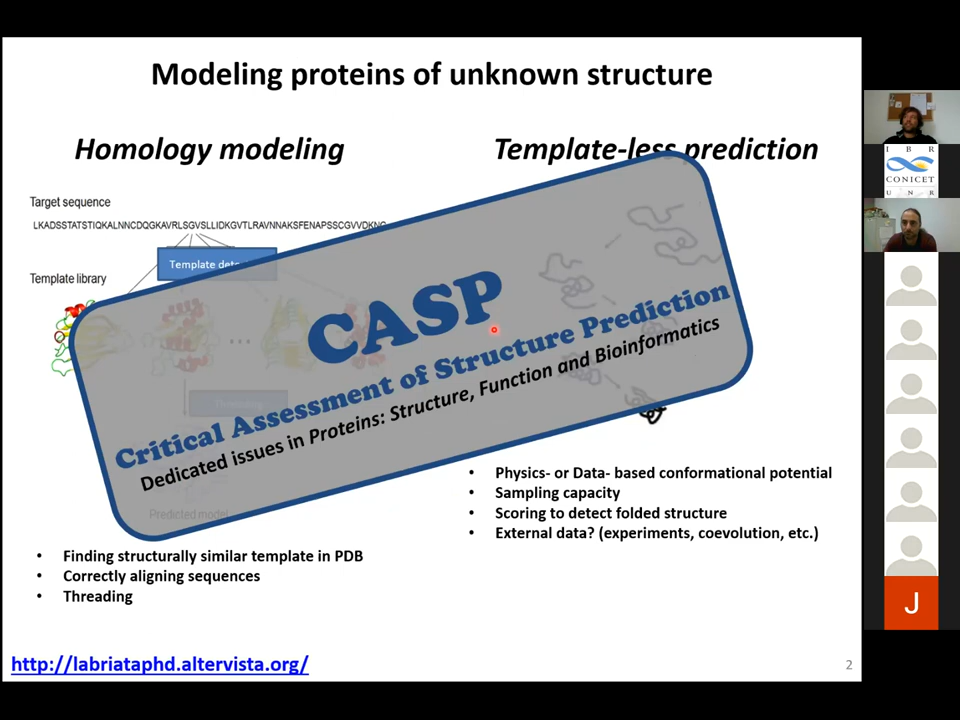 Modeling proteins of unknown structure
Homology modeling
Template-less prediction
Target sequence
LKADSSTATSTIQKALNNCDQGKAVRLSGVSLLIDKGVTLRAVNNAKSFENAPSSCGVVDKNG
Template
Template library
...
CASP
Critical Assessment of Structure Prediction
Dedicated issues in Proteins: Structure, Function and Bioinformatics
Predicted model
• Physics- or Data- based conformational potential
• Sampling capacity
• Scoring to detect folded structure
• External data? (experiments, coevolution, etc.)
• Finding structurally similar template in PDB
• Correctly aligning sequences
• Threading
http://labriataphd.altervista.org/
2
I B R
CONICET
U N R
J